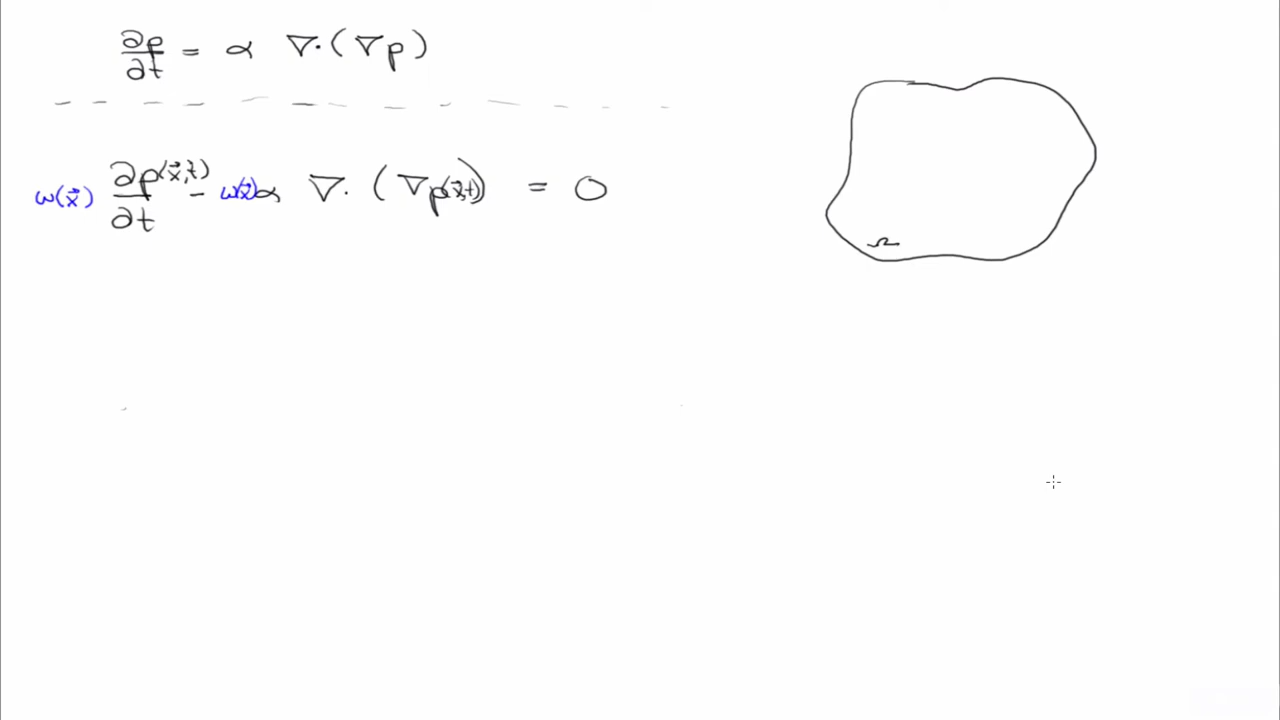 ∂p/∂t = α ∇·(∇p)
ω(x⃗) ∂p(x⃗,t)/∂t - ω(x⃗)α ∇·(∇p(x⃗,t)) = 0
Ω